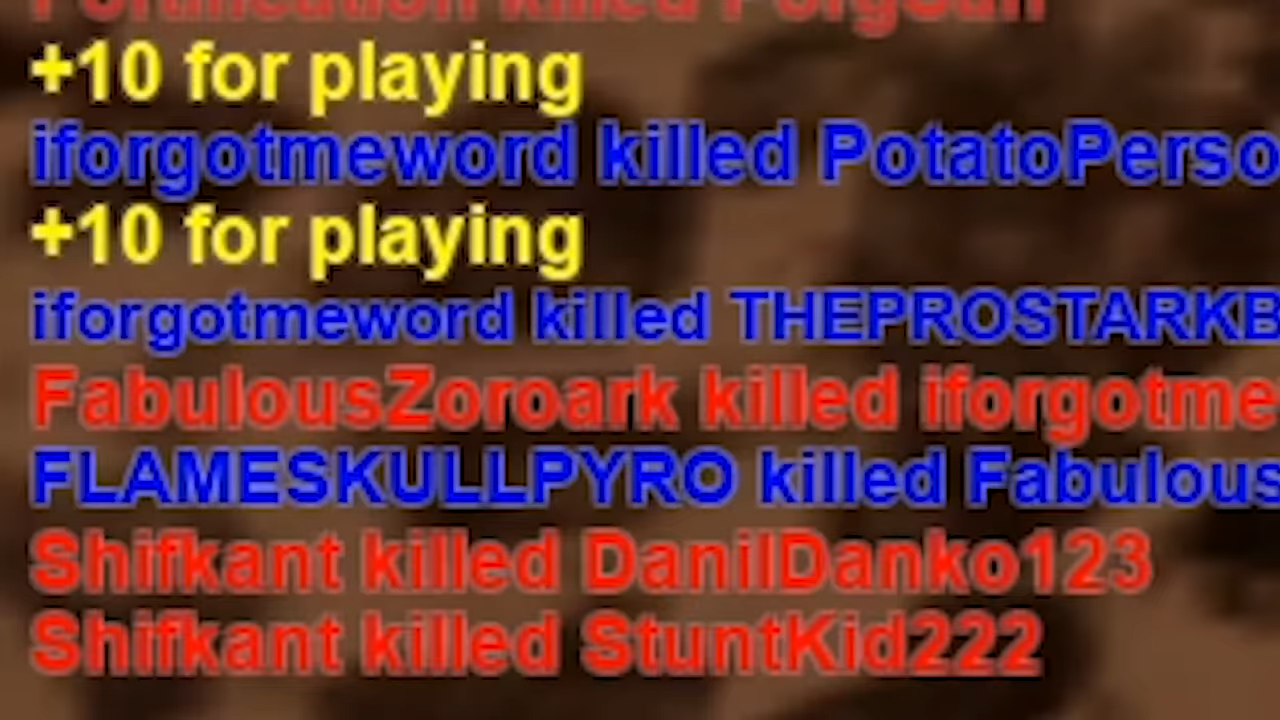 killed
+10 for playing
iforgotmeword killed PotatoPerso
+10 for playing
iforgotmeword killed THEPROSTARKB
FabulousZoroark killed iforgotme
FLAMESKULLPYRO killed Fabulous
Shifkant killed DanilDanko123
Shifkant killed StuntKid222